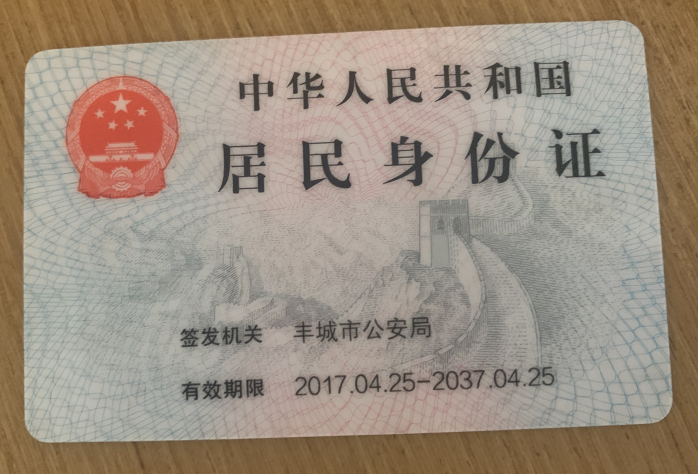 中华人民共和国
居民身份证
签发机关 丰城市公安局
有效期限 2017.04.25-2037.04.25